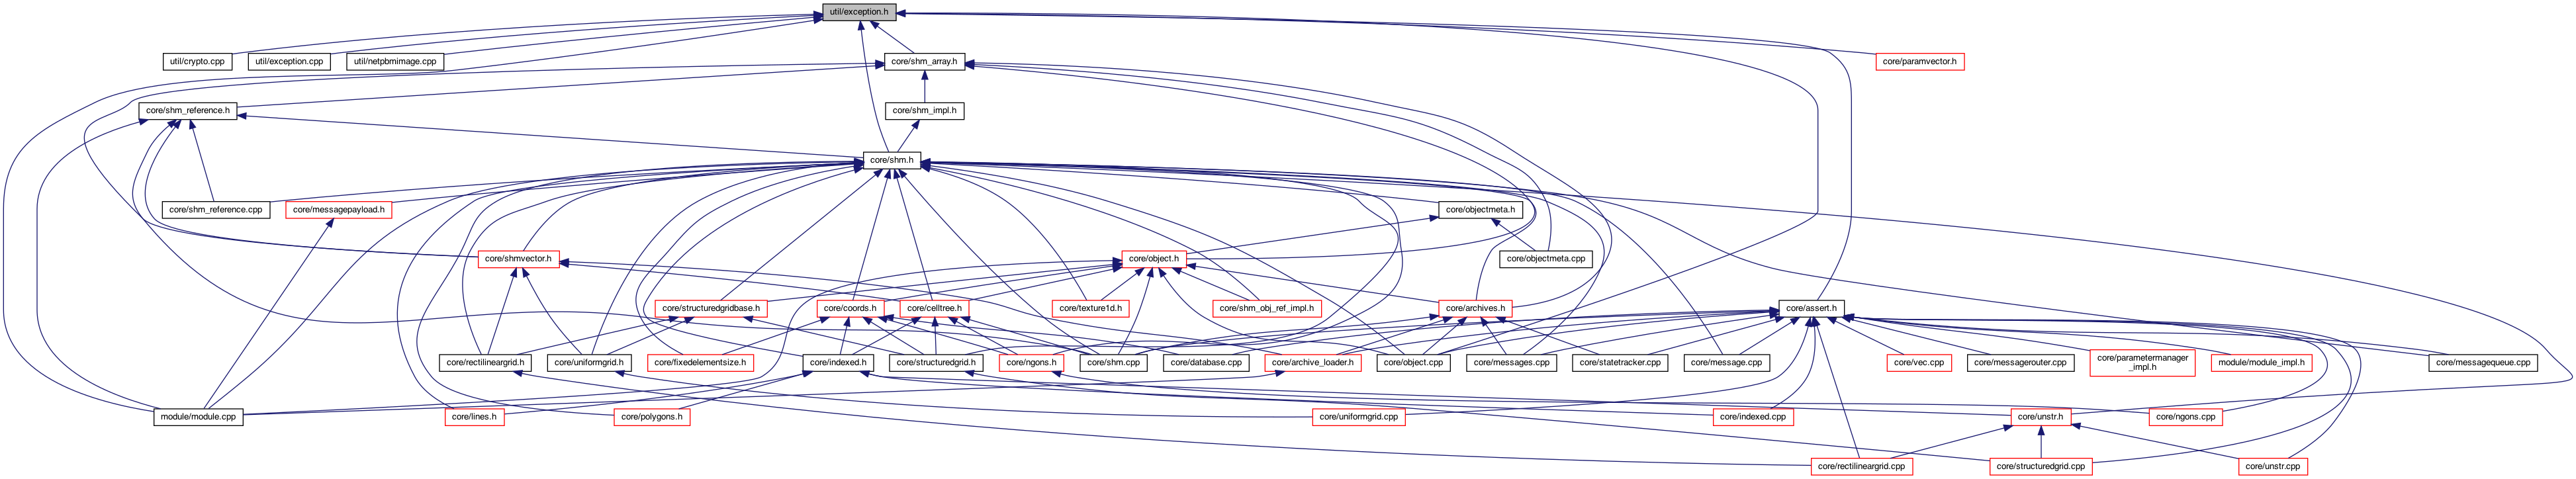 util/exception.h
util/crypto.cpp
util/exception.cpp
util/netpbmimage.cpp
core/shm_array.h
core/paramvector.h
core/shm_reference.h
core/shm_impl.h
core/shm.h
core/shm_reference.cpp
core/messagepayload.h
core/objectmeta.h
core/shmvector.h
core/object.h
core/objectmeta.cpp
core/structuredgridbase.h
core/coords.h
core/celltree.h
core/texture1d.h
core/shm_obj_ref_impl.h
core/archives.h
core/assert.h
core/rectilineargrid.h
core/uniformgrid.h
core/fixedelementsize.h
core/indexed.h
core/structuredgrid.h
core/ngons.h
core/shm.cpp
core/database.cpp
core/archive_loader.h
core/object.cpp
core/messages.cpp
core/statetracker.cpp
core/message.cpp
core/vec.cpp
core/messagerouter.cpp
core/parametermanager
_impl.h
module/module_impl.h
core/messagequeue.cpp
module/module.cpp
core/lines.h
core/polygons.h
core/uniformgrid.cpp
core/indexed.cpp
core/unstr.h
core/ngons.cpp
core/rectilineargrid.cpp
core/structuredgrid.cpp
core/unstr.cpp